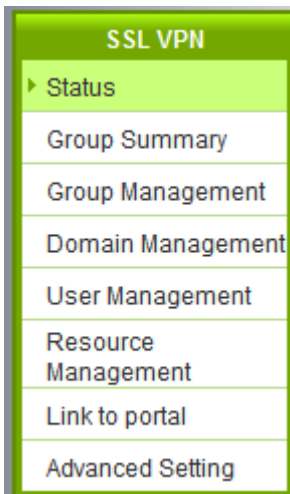 SSL VPN
Status
Group Summary
Group Management
Domain Management
User Management
Resource
Management
Link to portal
Advanced Setting